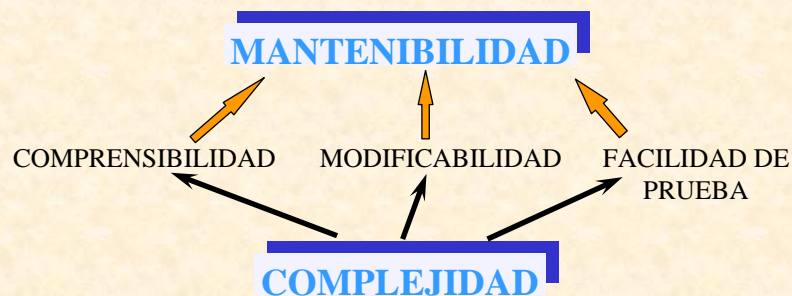 MANTENIBILIDAD
COMPRENSIBILIDAD MODIFICABILIDAD FACILIDAD DE
PRUEBA
COMPLEJIDAD